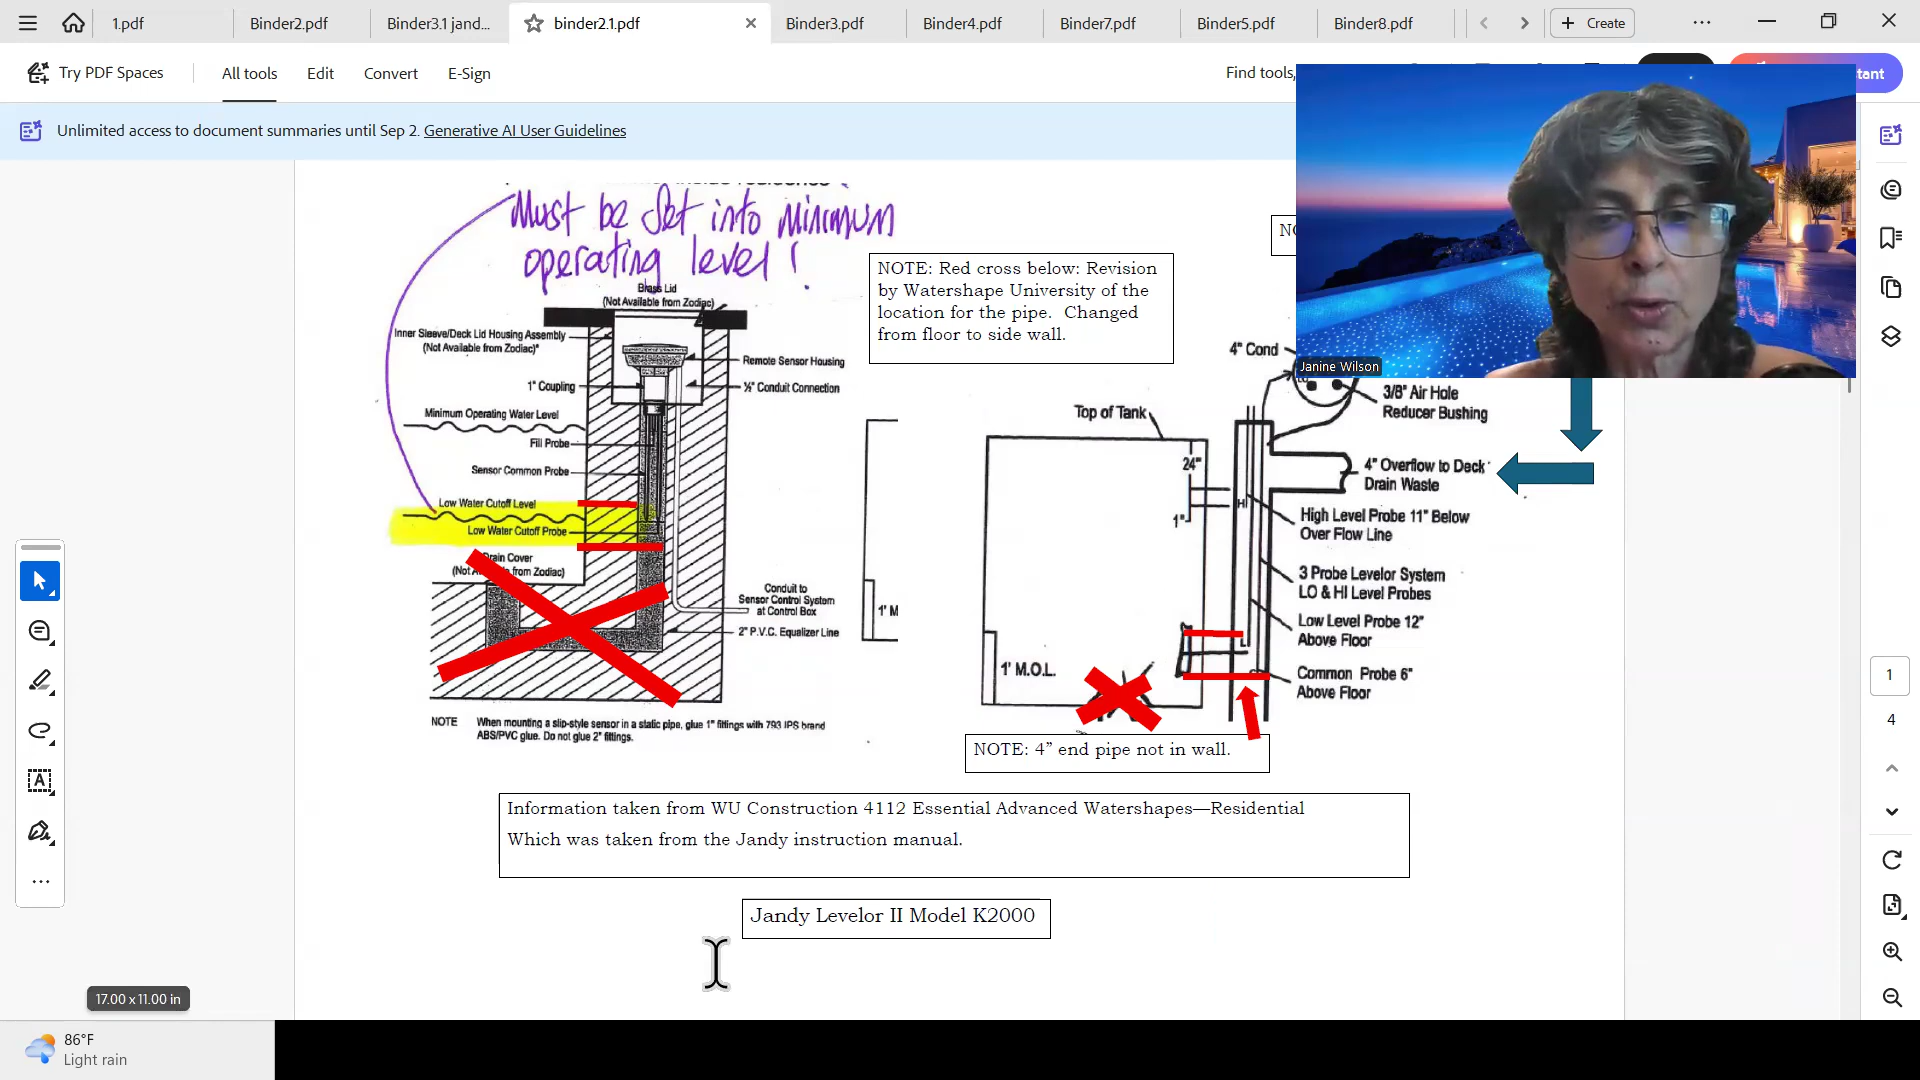 1.pdf
Binder2.pdf
Binder3.1 jand...
binder2.1.pdf
Binder3.pdf
Binder4.pdf
Binder7.pdf
Binder5.pdf
Binder8.pdf
Create
Try PDF Spaces
All tools
Edit
Convert
E-Sign
Find tools,
tant
Unlimited access to document summaries until Sep 2. Generative AI User Guidelines
Must be set into minimum
operating level !
Brass Lid
(Not Available from Zodiac)
Inner Sleeve/Deck Lid Housing Assembly
(Not Available from Zodiac)*
Remote Sensor Housing
1" Coupling
½" Conduit Connection
Minimum Operating Water Level
Fill Probe
Sensor Common Probe
Low Water Cutoff Level
Low Water Cutoff Probe
Drain Cover
Zodiac)
Conduit to
Sensor Control System
at Control Box
2" P.V.C. Equalizer Line
NOTE When mounting a slip-style sensor in a static pipe, glue 1" fittings with 793 IPS brand
ABS/PVC glue. Do not glue 2" fittings.
NOTE: Red cross below: Revision
by Watershape University of the
location for the pipe. Changed
from floor to side wall.
1' M
4" Cond
Janine Wilson
3/8" Air Hole
Reducer Bushing
Top of Tank
24"
4" Overflow to Deck
Drain Waste
HI
1"
High Level Probe 11" Below
Over Flow Line
3 Probe Levelor System
LO & HI Level Probes
Low Level Probe 12"
Above Floor
1' M.O.L.
Common Probe 6"
Above Floor
NOTE: 4” end pipe not in wall.
Information taken from WU Construction 4112 Essential Advanced Watershapes—Residential
Which was taken from the Jandy instruction manual.
Jandy Levelor II Model K2000
1
4
17.00 x 11.00 in
86°F
Light rain